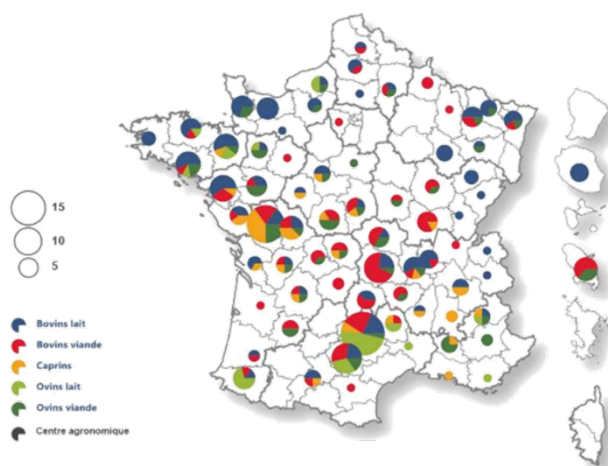 15
10
5
Bovins lait
Bovins viande
Caprins
Ovins lait
Ovins viande
Centre agronomique